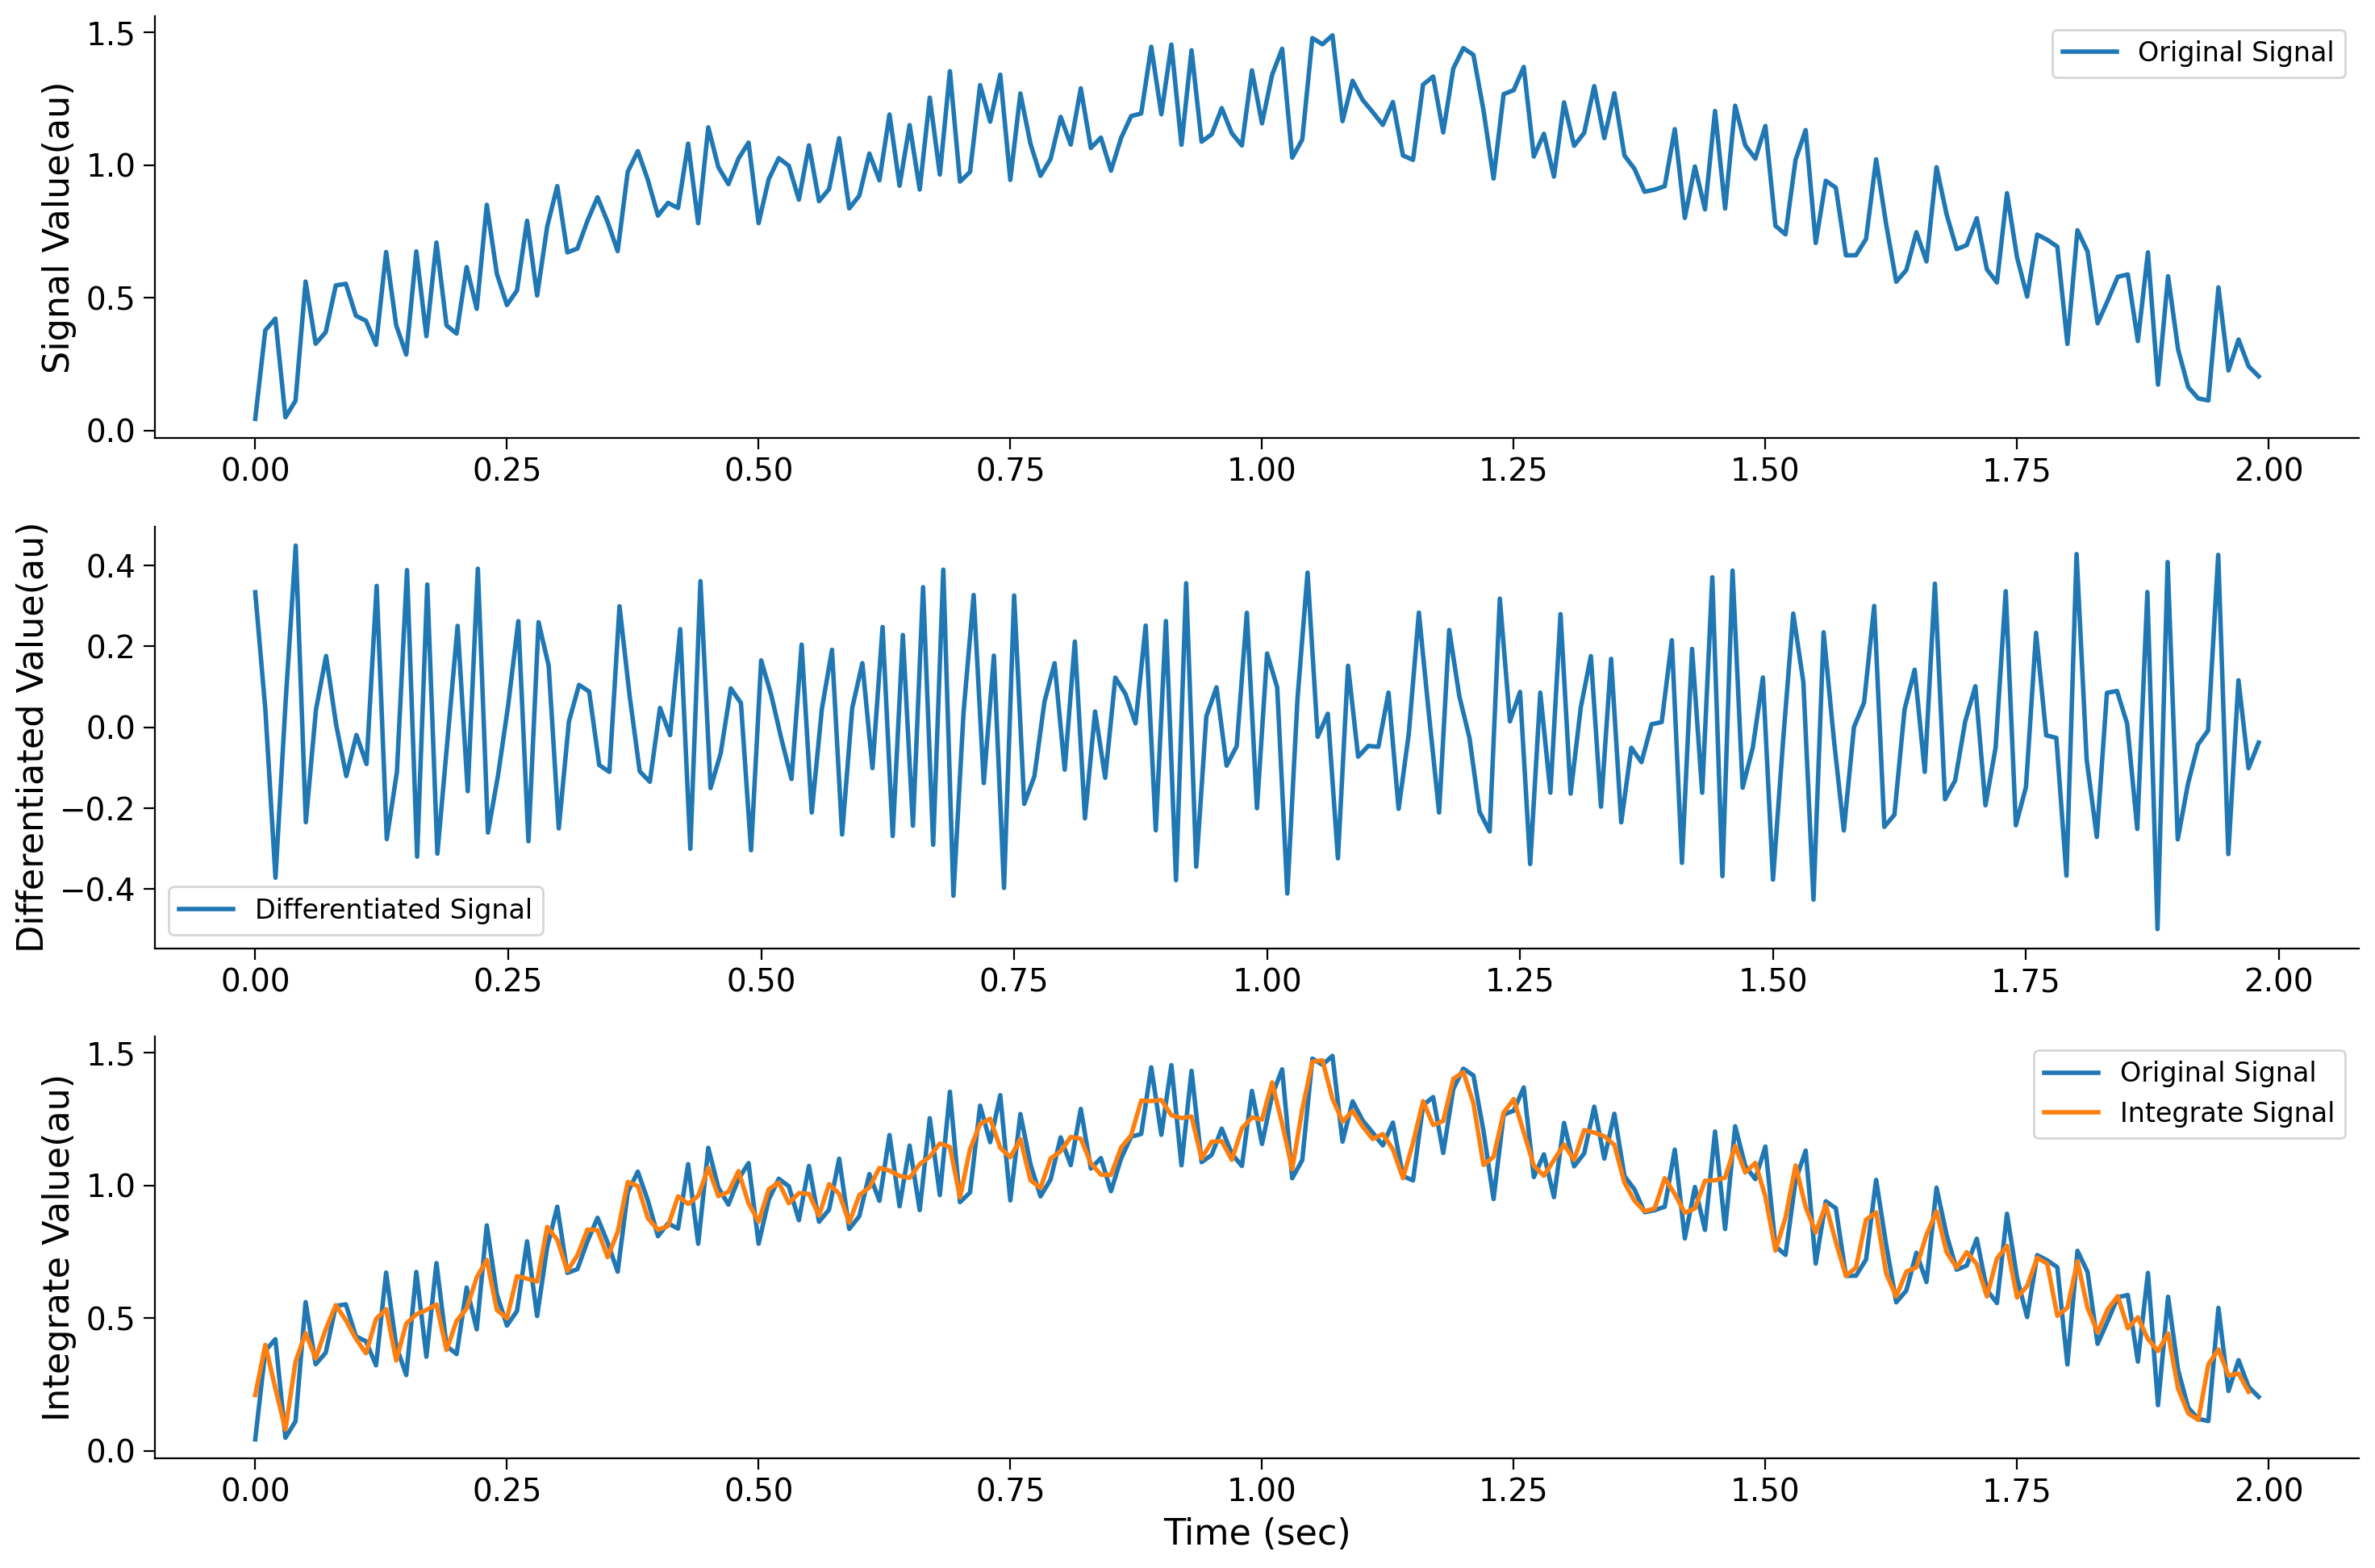 Signal Value(au)
1.5
1.0
0.5
0.0
Original Signal
0.00 0.25 0.50 0.75 1.00 1.25 1.50 1.75 2.00
Differentiated Value(au)
0.4
0.2
0.0
−0.2
−0.4
Differentiated Signal
0.00 0.25 0.50 0.75 1.00 1.25 1.50 1.75 2.00
Integrate Value(au)
1.5
1.0
0.5
0.0
Original Signal
Integrate Signal
0.00 0.25 0.50 0.75 1.00 1.25 1.50 1.75 2.00
Time (sec)